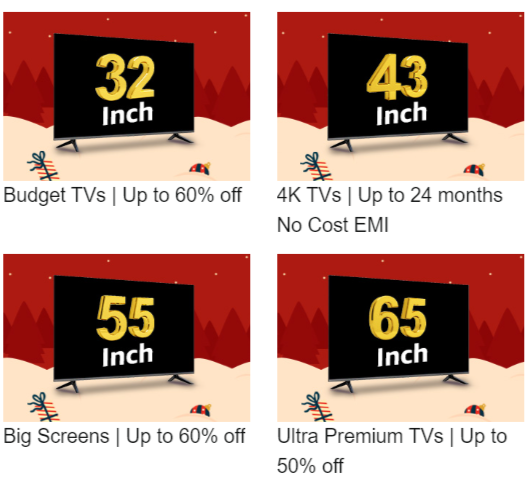 32
Inch
Budget TVs | Up to 60% off
43
Inch
4K TVs | Up to 24 months
No Cost EMI
55
Inch
Big Screens | Up to 60% off
65
Inch
Ultra Premium TVs | Up to
50% off